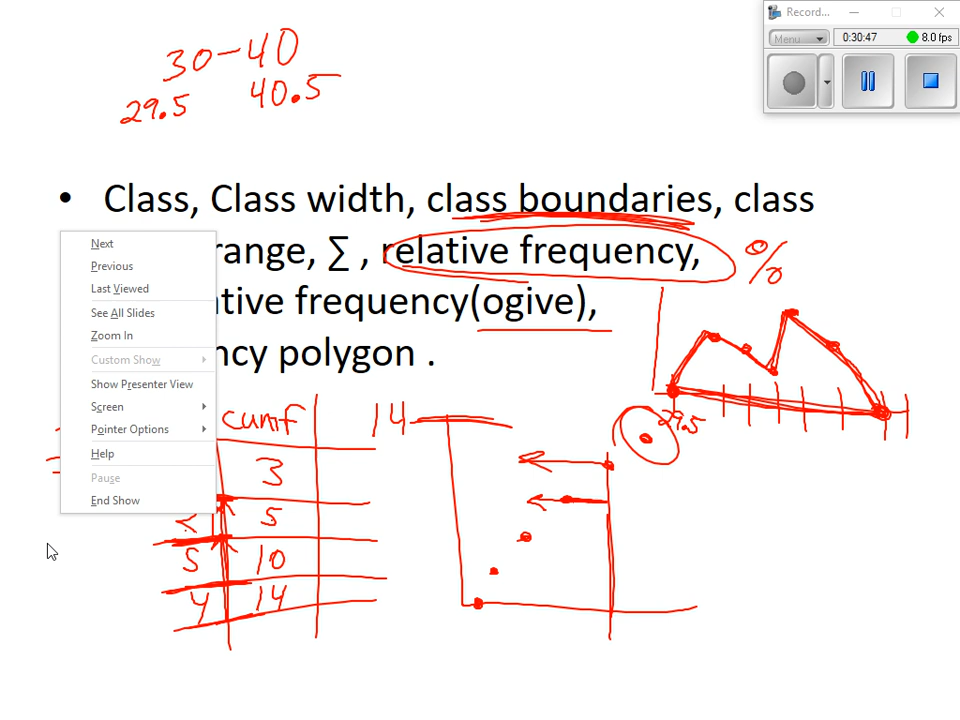 Record...
Menu
0:30:47
8.0 fps
30-40
29.5 40.5
• Class, Class width, class boundaries, class
range, ∑ , relative frequency,
%
tive frequency(ogive),
ncy polygon .
Next
Previous
Last Viewed
See All Slides
Zoom In
Custom Show
Show Presenter View
Screen
Pointer Options
Help
Pause
End Show
cumf
14
29.5
3
5
5 10
4 14